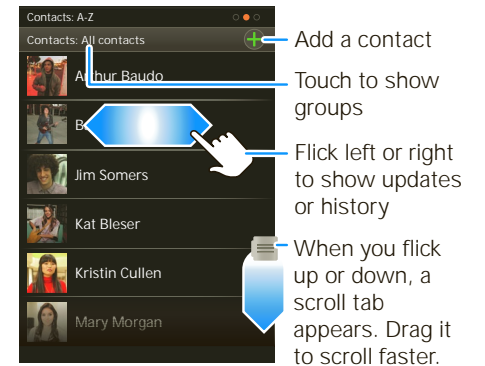 Contacts: A-Z
Contacts: All contacts
Add a contact
Arthur Baudo
Touch to show
groups
B
Flick left or right
to show updates
or history
Jim Somers
Kat Bleser
When you flick
up or down, a
scroll tab
appears. Drag it
to scroll faster.
Kristin Cullen
Mary Morgan